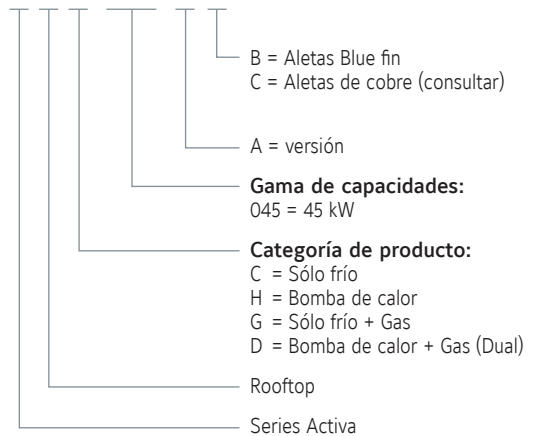 B = Aletas Blue fin
C = Aletas de cobre (consultar)
A = versión
Gama de capacidades:
045 = 45 kW
Categoría de producto:
C = Sólo frío
H = Bomba de calor
G = Sólo frío + Gas
D = Bomba de calor + Gas (Dual)
Rooftop
Series Activa